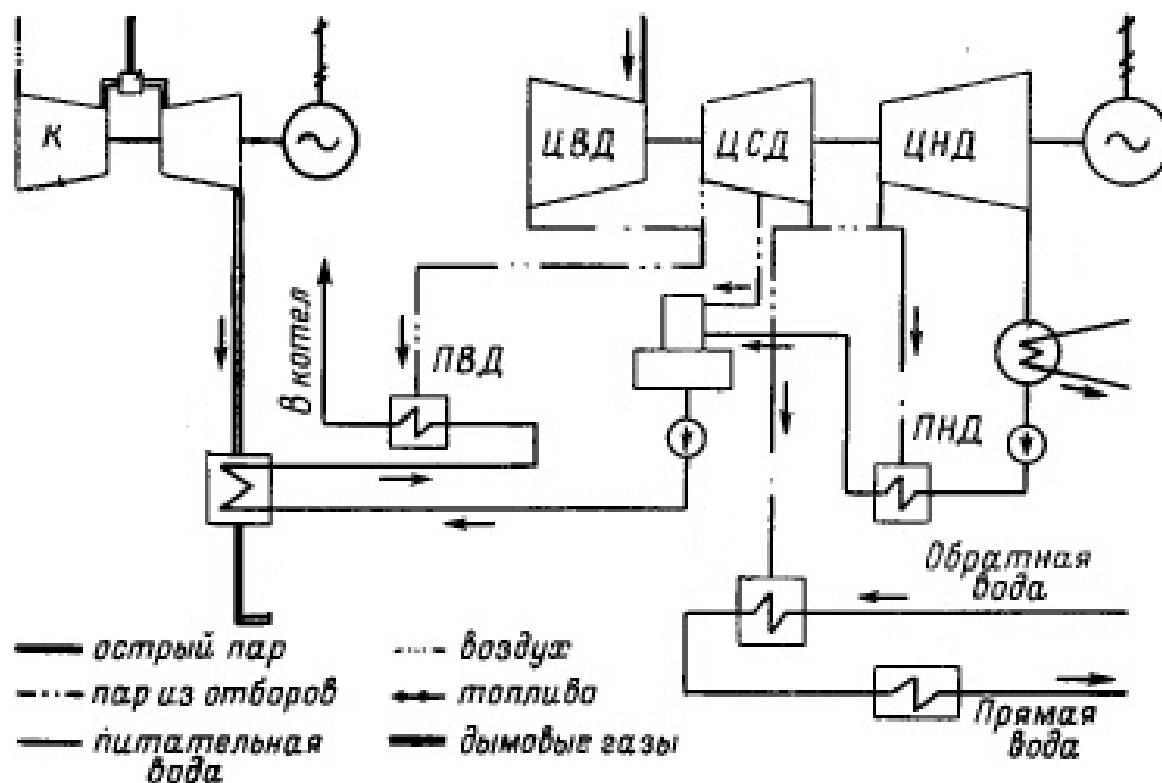 К
ЦВД
ЦСД
ЦНД
В котел
ПВД
ПНД
Обратная
вода
острый пар
пар из отборов
питательная
вода
воздух
топливо
дымовые газы
Прямая
вода